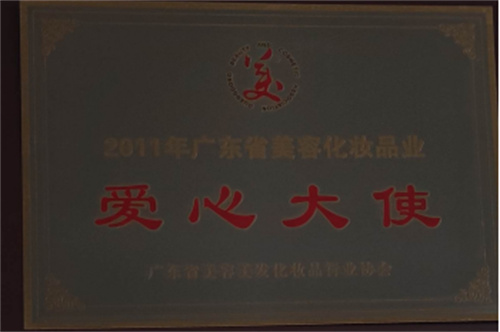 美
2011年广东省美容化妆品业
爱心大使
广东省美容美发化妆品行业协会